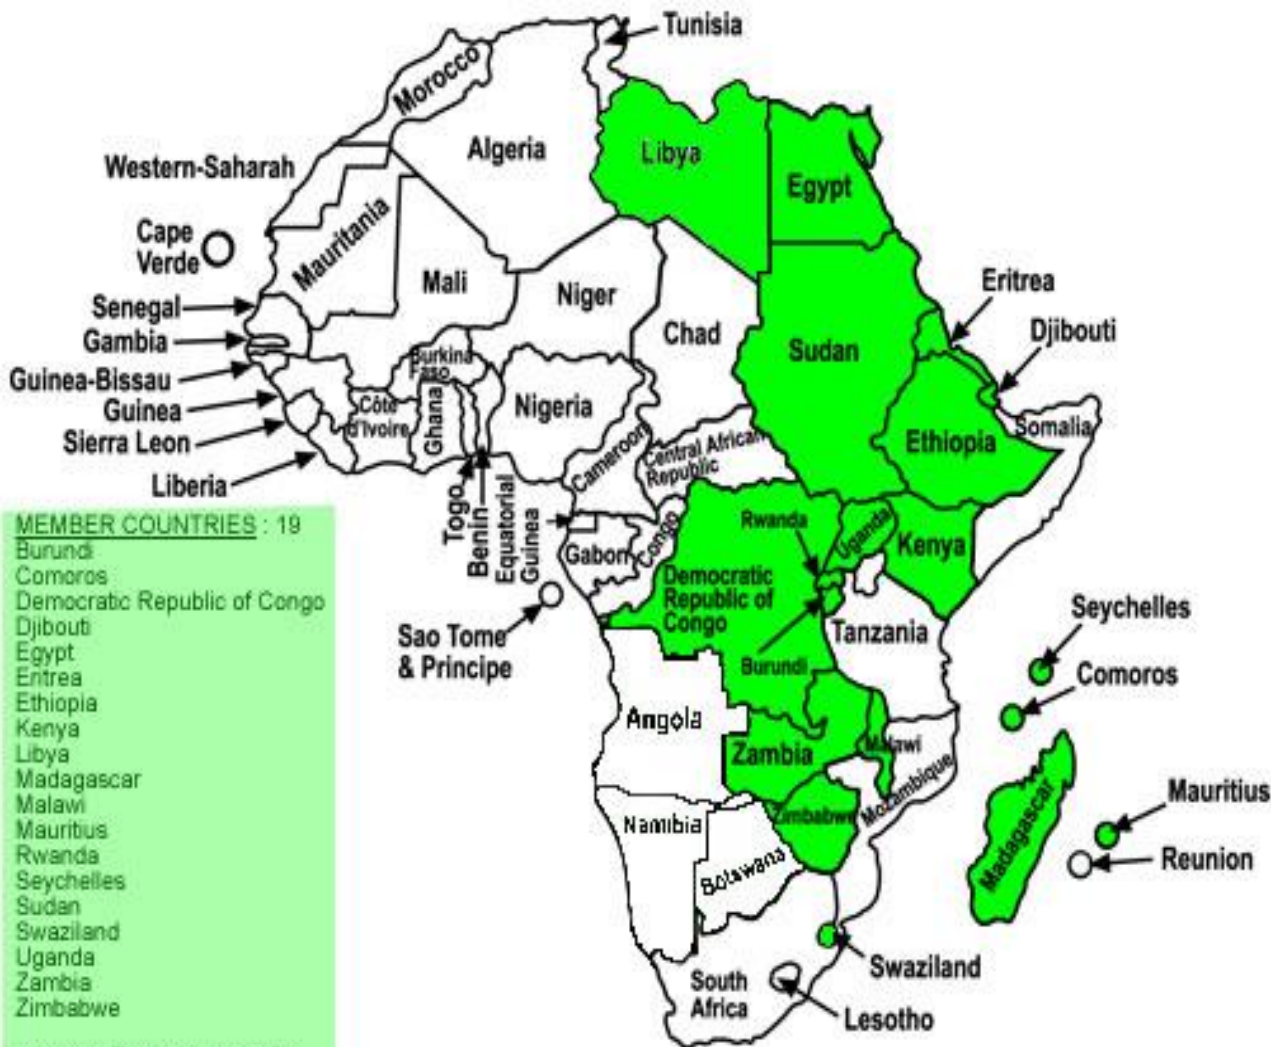 Tunisia
Morocco
Algeria
Libya
Egypt
Western-Saharah
Cape
Verde
Mauritania
Mali
Niger
Chad
Sudan
Eritrea
Djibouti
Senegal
Gambia
Guinea-Bissau
Guinea
Sierra Leon
Liberia
Burkina
Faso
Côte
d'Ivoire
Ghana
Nigeria
Togo
Benin
Equatorial
Guinea
Cameroon
Central African
Republic
Ethiopia
Somalia
Gabon
Congo
Rwanda
Uganda
Kenya
Democratic
Republic of
Congo
Burundi
Tanzania
Sao Tome
& Principe
Seychelles
Comoros
Angola
Zambia
Malawi
Mozambique
Zimbabwe
Madagascar
Mauritius
Reunion
Namibia
Botswana
Swaziland
South
Africa
Lesotho
MEMBER COUNTRIES : 19
Burundi
Comoros
Democratic Republic of Congo
Djibouti
Egypt
Eritrea
Ethiopia
Kenya
Libya
Madagascar
Malawi
Mauritius
Rwanda
Seychelles
Sudan
Swaziland
Uganda
Zambia
Zimbabwe